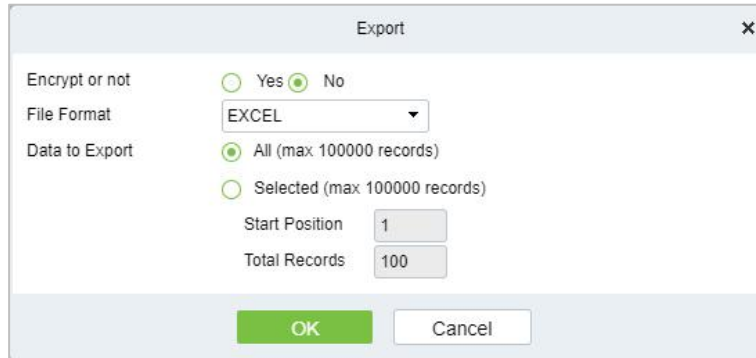 Export
Encrypt or not Yes No
File Format EXCEL
Data to Export All (max 100000 records)
Selected (max 100000 records)
Start Position 1
Total Records 100
OK Cancel